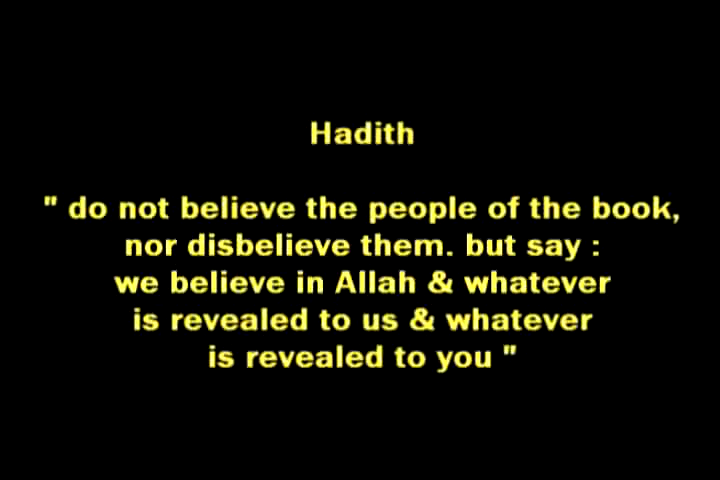 Hadith
" do not believe the people of the book,
nor disbelieve them. but say :
we believe in Allah & whatever
is revealed to us & whatever
is revealed to you "